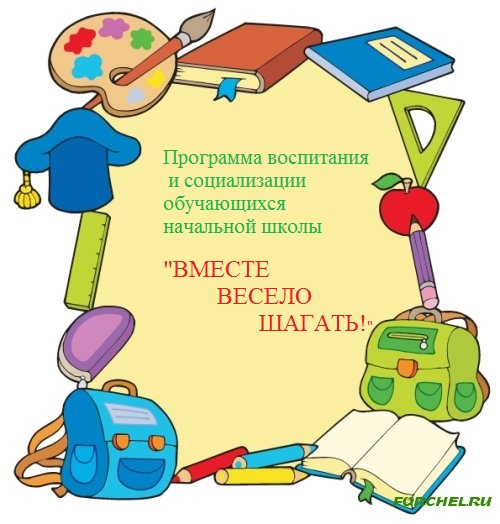 Программа воспитания
и социализации
обучающихся
начальной школы
"ВМЕСТЕ
ВЕСЕЛО
ШАГАТЬ!"
FORCHEL.RU